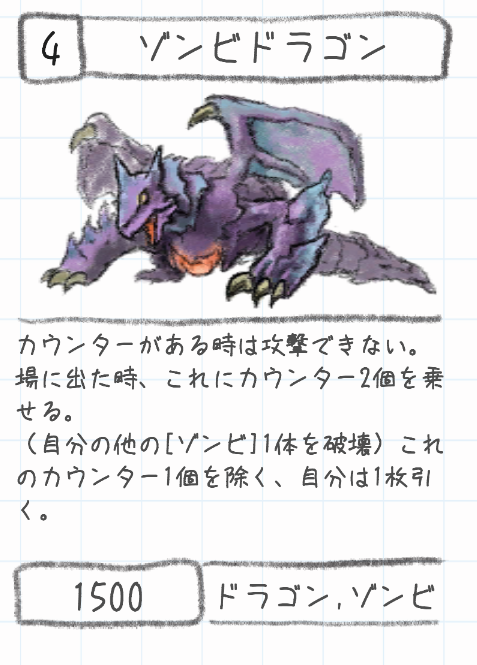 4
ゾンビドラゴン
カウンターがある時は攻撃できない。
場に出た時、これにカウンター2個を乗
せる。
（自分の他の[ゾンビ]1体を破壊）これ
のカウンター1個を除く、自分は1枚引
く。
1500
ドラゴン,ゾンビ